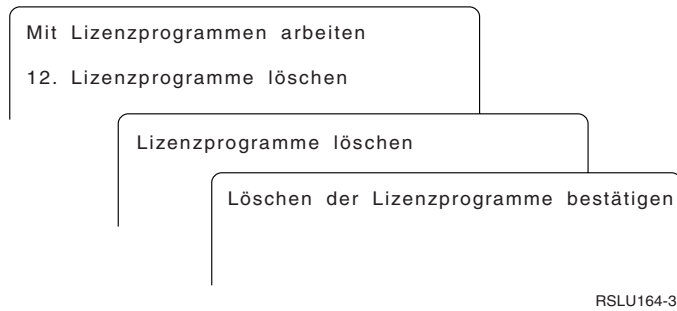 Mit Lizenzprogrammen arbeiten
12. Lizenzprogramme löschen
Lizenzprogramme löschen
Löschen der Lizenzprogramme bestätigen
RSLU164-3